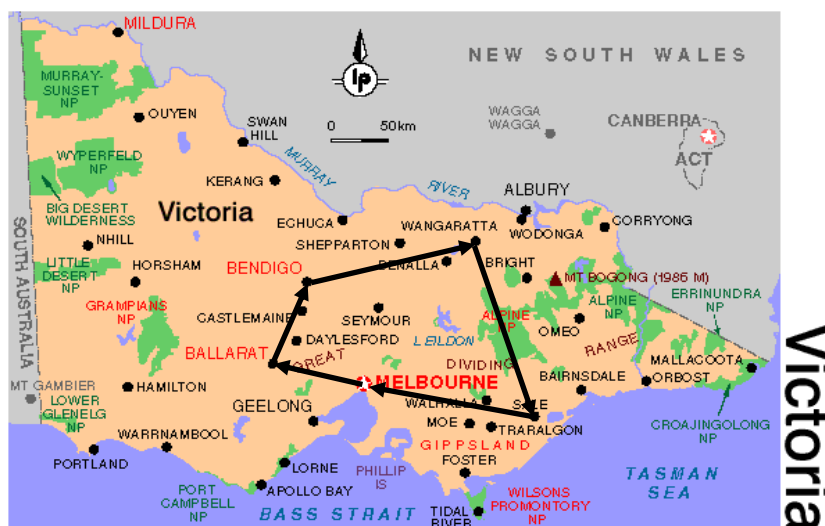 MILDURA
NEW SOUTH WALES
lp
MURRAY-
SUNSET
NP
OUYEN
SWAN
HILL
0 50km
WAGGA
WAGGA
CANBERRA
ACT
WYPERFELD
NP
MURRAY
RIVER
KERANG
ALBURY
BIG DESERT
WILDERNESS
Victoria
ECHUCA
WANGARATTA
CORRYONG
WODONGA
SHEPPARTON
NHILL
SOUTH AUSTRALIA
LITTLE
DESERT
NP
HORSHAM
BENDIGO
BENALLA
BRIGHT
MT BOGONG (1986 M)
ERRINUNDRA
NP
GRAMPIANS
NP
CASTLEMAINE
SEYMOUR
ALPINE
NP
ALPINE
NP
OMEO
DAYLESFORD
LEILDON
RANGE
BALLARAT
GREAT
DIVIDING
MALLACOOTA
MT GAMBIER
HAMILTON
MELBOURNE
BAIRNSDALE
ORBOST
LOWER
GLENELG
NP
GEELONG
WALHALLA
SALE
MOE
TRARALGON
CROAJINGOLONG
NP
WARRNAMBOOL
GIPPSLAND
PORTLAND
LORNE
PHILLIP
IS
FOSTER
TASMAN
SEA
PORT
CAMPBELL
NP
APOLLO BAY
WILSONS
PROMONTORY
NP
BASS STRAIT
TIDAL
RIVER
Victoria